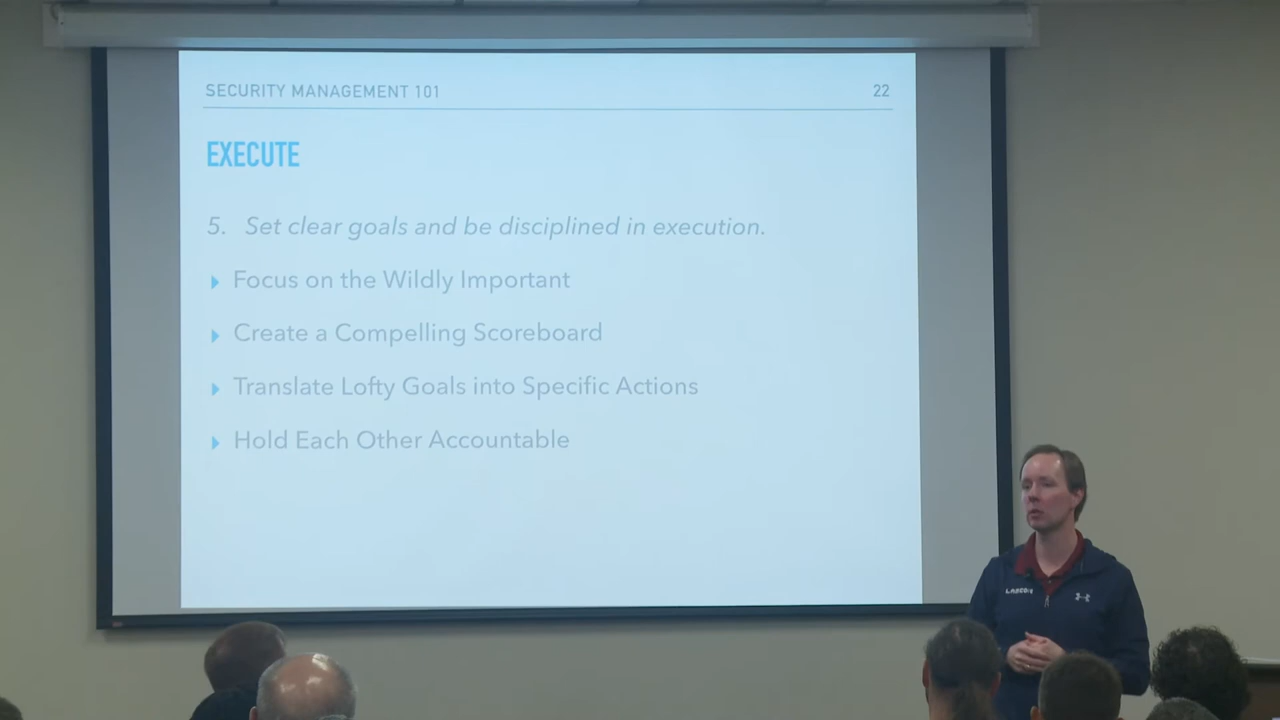 SECURITY MANAGEMENT 101
22
EXECUTE
5. Set clear goals and be disciplined in execution.
Focus on the Wildly Important
Create a Compelling Scoreboard
Translate Lofty Goals into Specific Actions
Hold Each Other Accountable